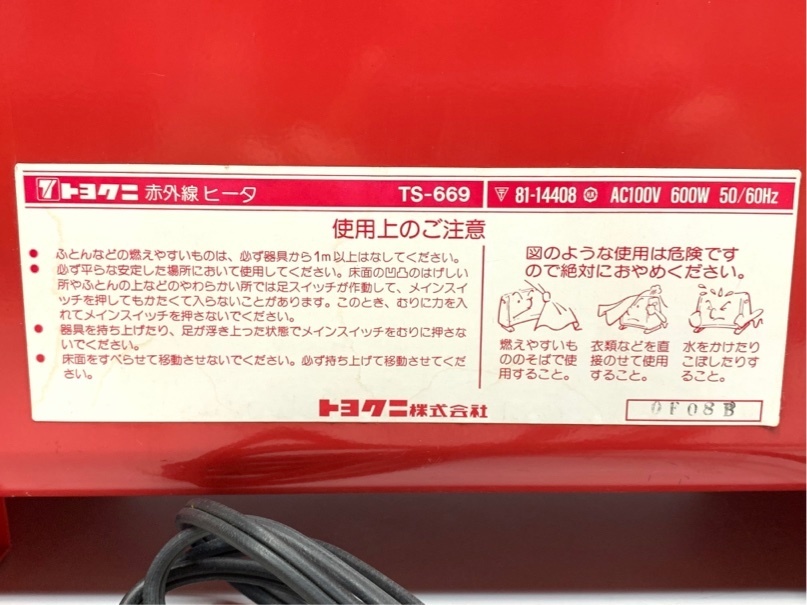 トヨクニ 赤外線 ヒータ TS-669 81-14408 AC100V 600W 50/60Hz
使用上のご注意
● ふとんなどの燃えやすいものは、必ず器具から1m以上はなしてください。
● 必ず平らな安定した場所において使用してください。床面の凹凸のはげしい
所やふとんの上などのやわらかい所では足スイッチが作動して、メインスイ
ッチを押してもかたくて入らないことがあります。このとき、むりに力を入
れてメインスイッチを押さないでください。
● 器具を持ち上げたり、足が浮き上った状態でメインスイッチをむりに押さな
いでください。
● 床面をすべらせて移動させないでください。必ず持ち上げて移動させてくだ
さい。
図のような使用は危険です
ので絶対におやめください。
燃えやすいも
ののそばで使
用すること。
衣類などを直
接のせて使用
すること。
水をかけたり
こぼしたりす
ること。
トヨクニ株式会社
0F08B